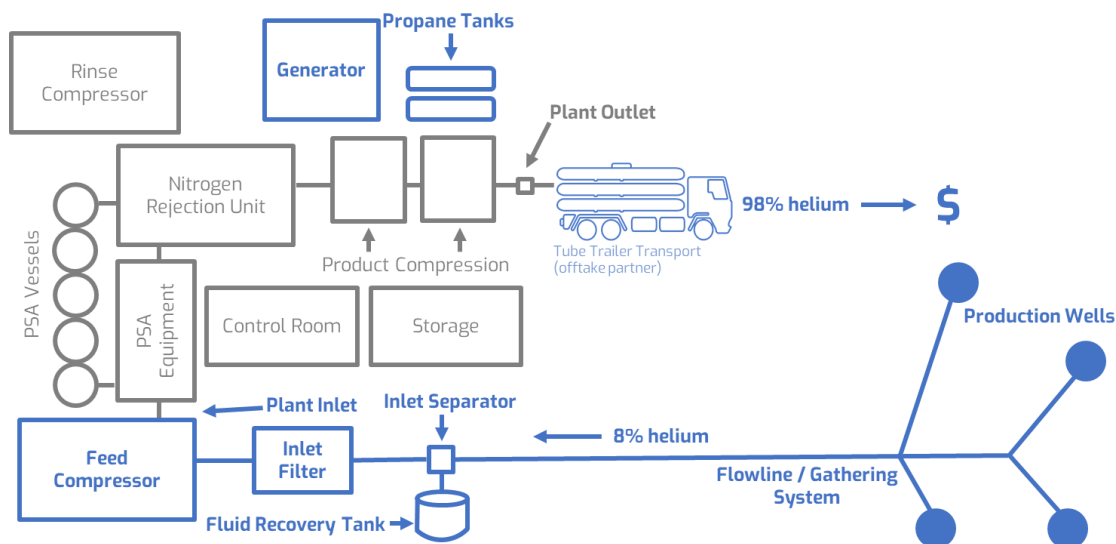 Propane Tanks
Rinse
Compressor
Generator
Plant Outlet
Nitrogen
Rejection Unit
98% helium
$
Tube Trailer Transport
(offtake partner)
Product Compression
PSA Vessels
PSA
Equipment
Control Room
Storage
Production Wells
Plant Inlet
Inlet Separator
8% helium
Feed
Compressor
Inlet
Filter
Flowline / Gathering
System
Fluid Recovery Tank